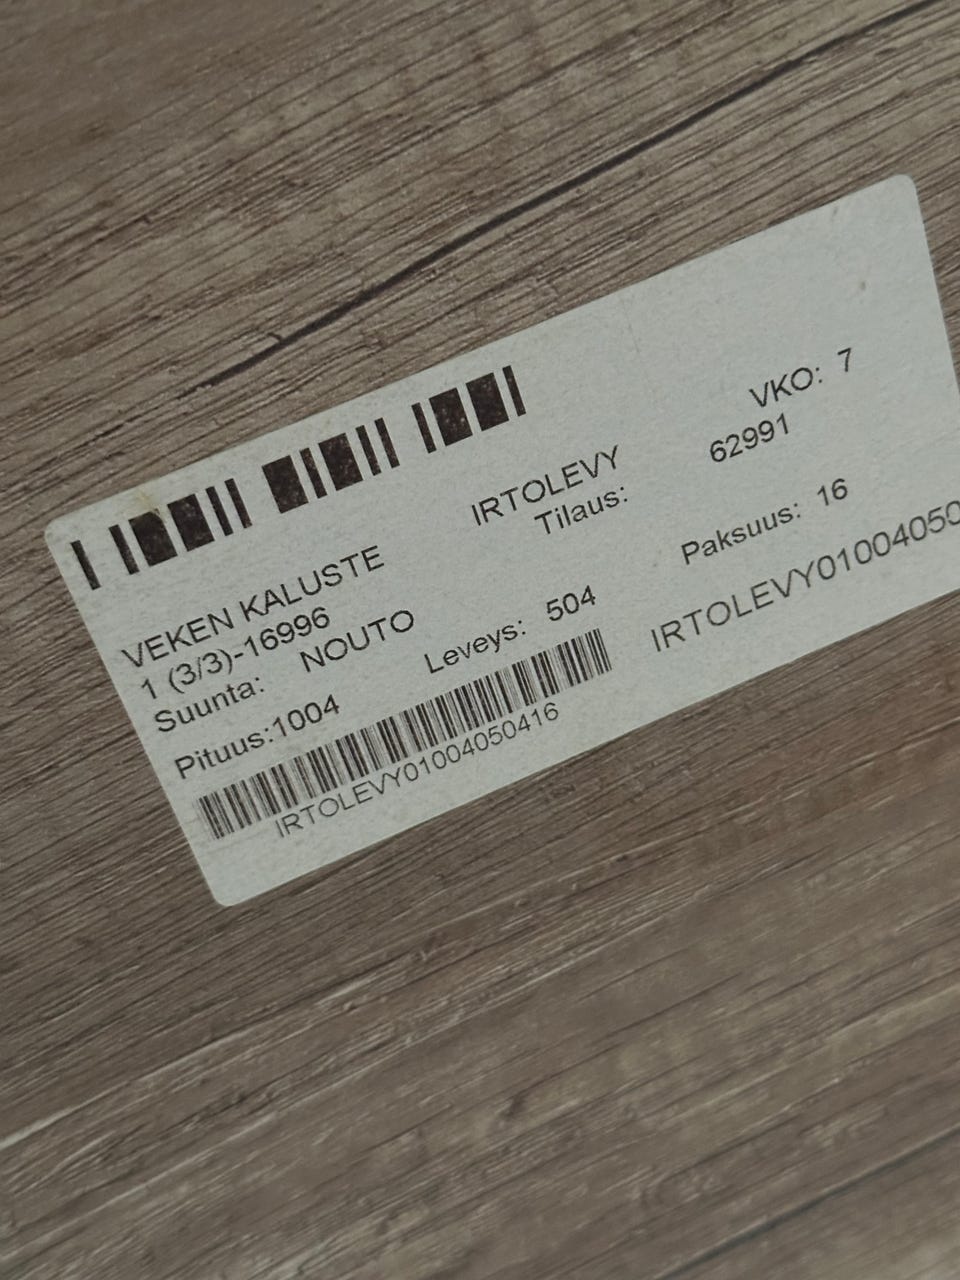 VKO: 7
IRTOLEVY 62991
VEKEN KALUSTE Tilaus:
1 (3/3)-16996
Suunta: NOUTO Paksuus: 16
Pituus:1004 Leveys: 504
IRTOLEVY01004050
IRTOLEVY01004050416